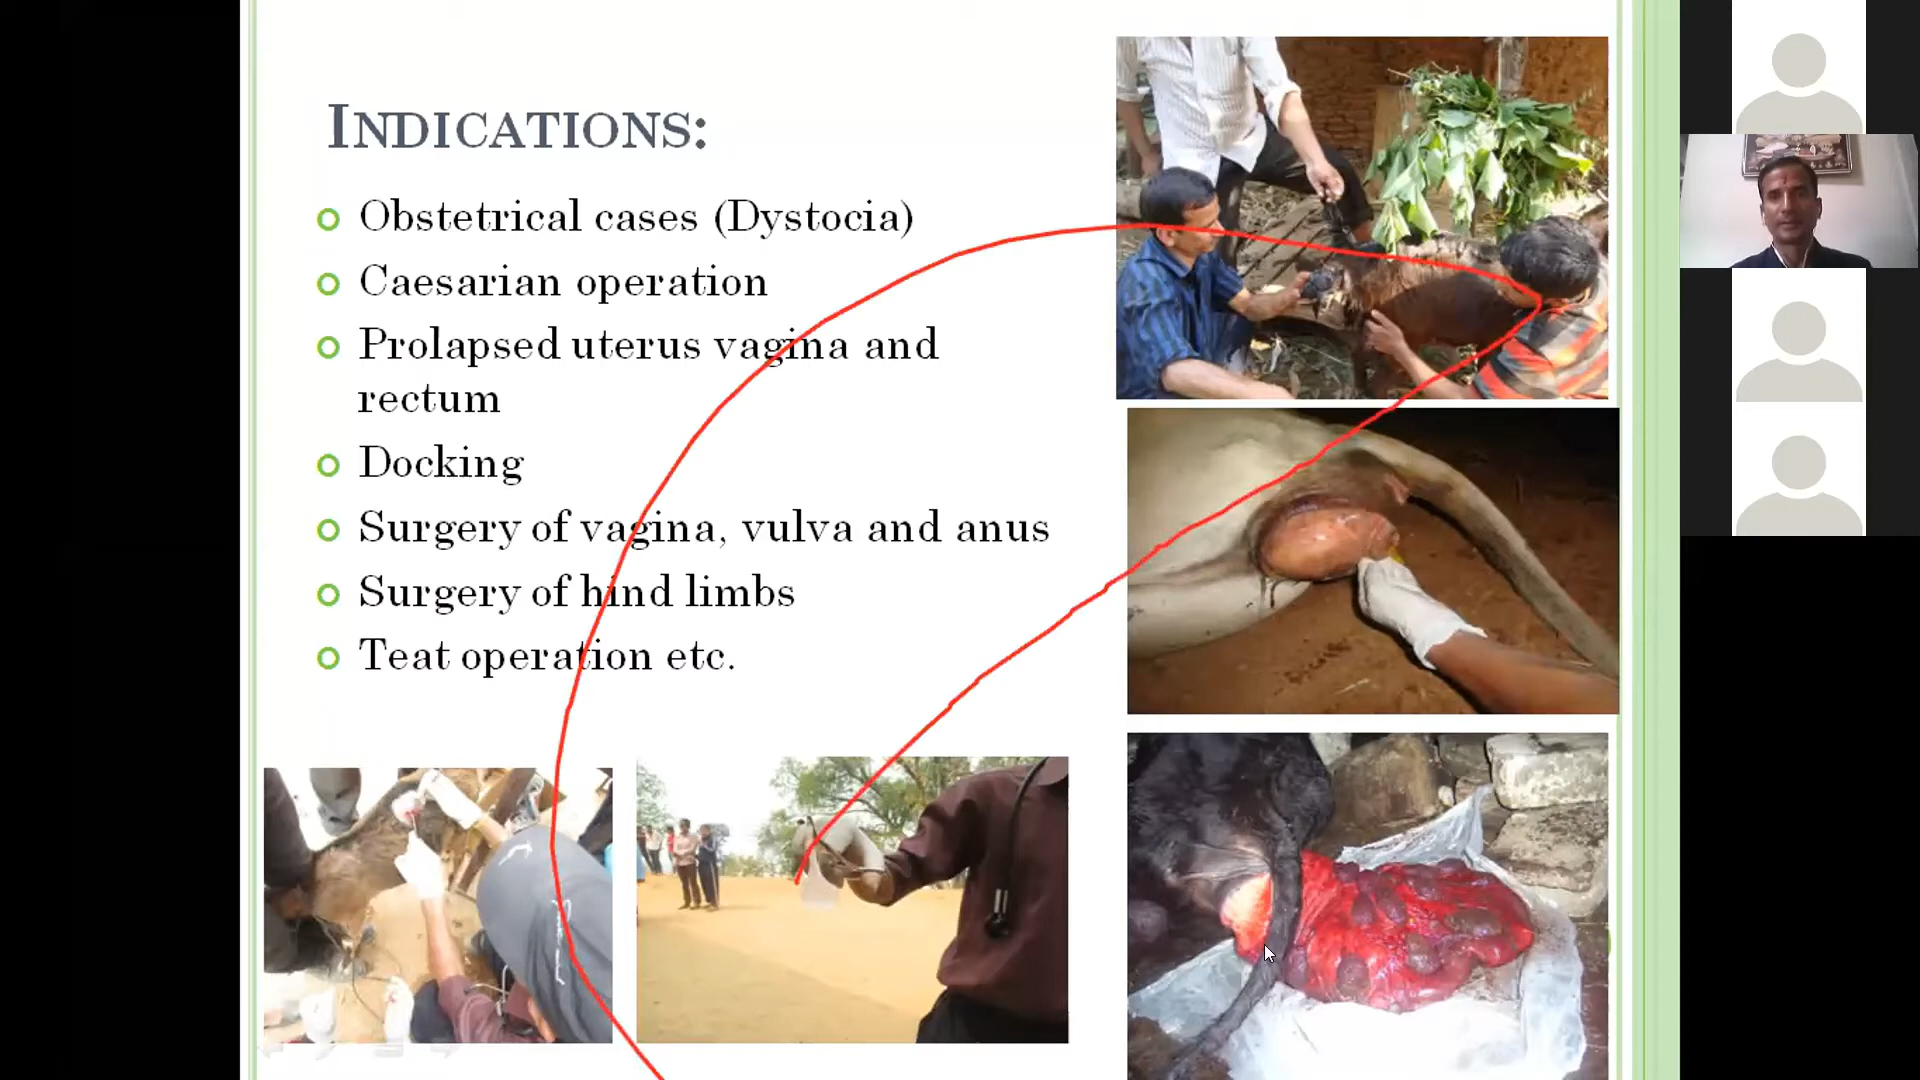 INDICATIONS:
Obstetrical cases (Dystocia)
Caesarian operation
Prolapsed uterus vagina and
rectum
Docking
Surgery of vagina, vulva and anus
Surgery of hind limbs
Teat operation etc.